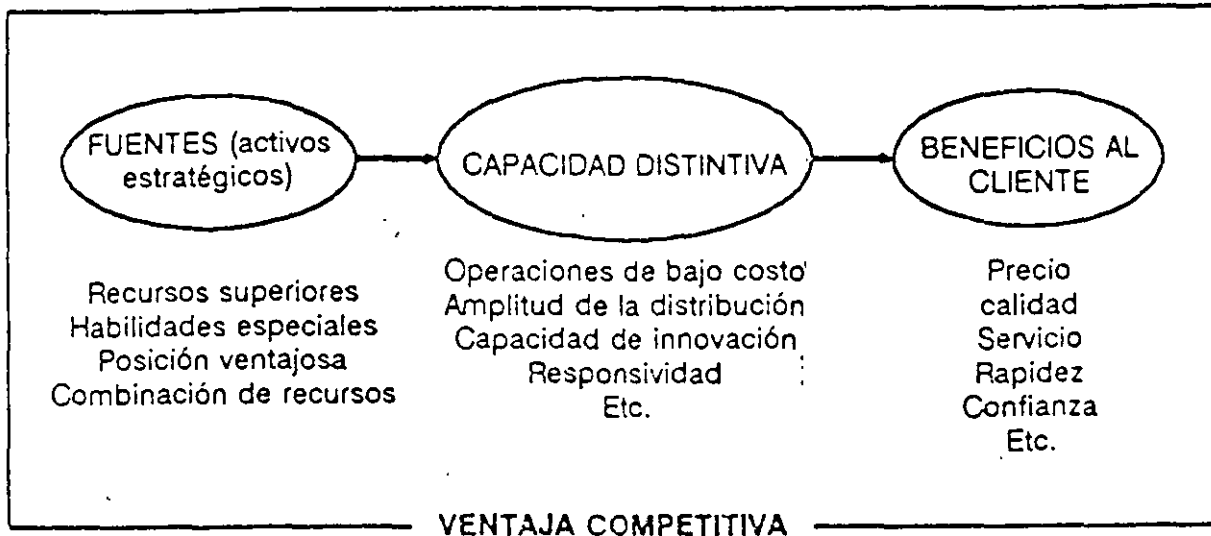 FUENTES (activos
estratégicos)
CAPACIDAD DISTINTIVA
BENEFICIOS AL
CLIENTE
Recursos superiores
Habilidades especiales
Posición ventajosa
Combinación de recursos
Operaciones de bajo costo
Amplitud de la distribución
Capacidad de innovación
Responsividad
Etc.
Precio
calidad
Servicio
Rapidez
Confianza
Etc.
VENTAJA COMPETITIVA